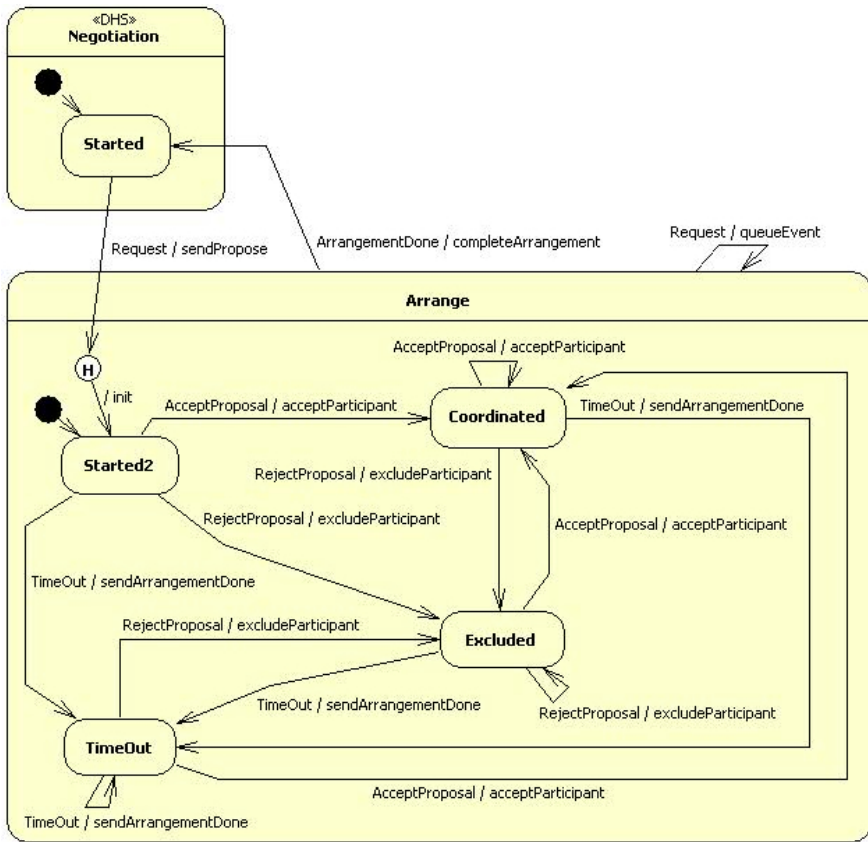 «DHS»
Negotiation
Started
Request / sendPropose
ArrangementDone / completeArrangement
Request / queueEvent
Arrange
H
/ init
AcceptProposal / acceptParticipant
AcceptProposal / acceptParticipant
Coordinated
TimeOut / sendArrangementDone
Started2
RejectProposal / excludeParticipant
RejectProposal / excludeParticipant
AcceptProposal / acceptParticipant
TimeOut / sendArrangementDone
RejectProposal / excludeParticipant
Excluded
TimeOut / sendArrangementDone
RejectProposal / excludeParticipant
TimeOut
AcceptProposal / acceptParticipant
TimeOut / sendArrangementDone